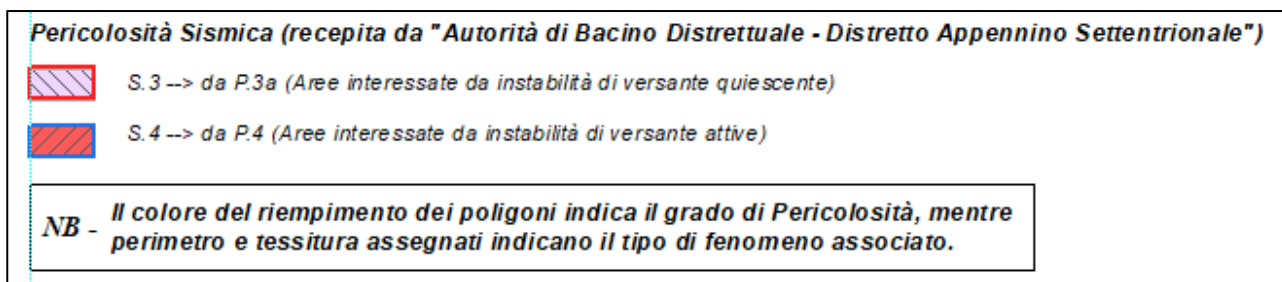 Pericolosità Sismica (recepita da "Autorità di Bacino Distrettuale - Distretto Appennino Settentrionale")
S.3 --> da P.3a (Aree interessate da instabilità di versante quiescente)
S.4 --> da P.4 (Aree interessate da instabilità di versante attive)
NB - Il colore del riempimento dei poligoni indica il grado di Pericolosità, mentre
perimetro e tessitura assegnati indicano il tipo di fenomeno associato.